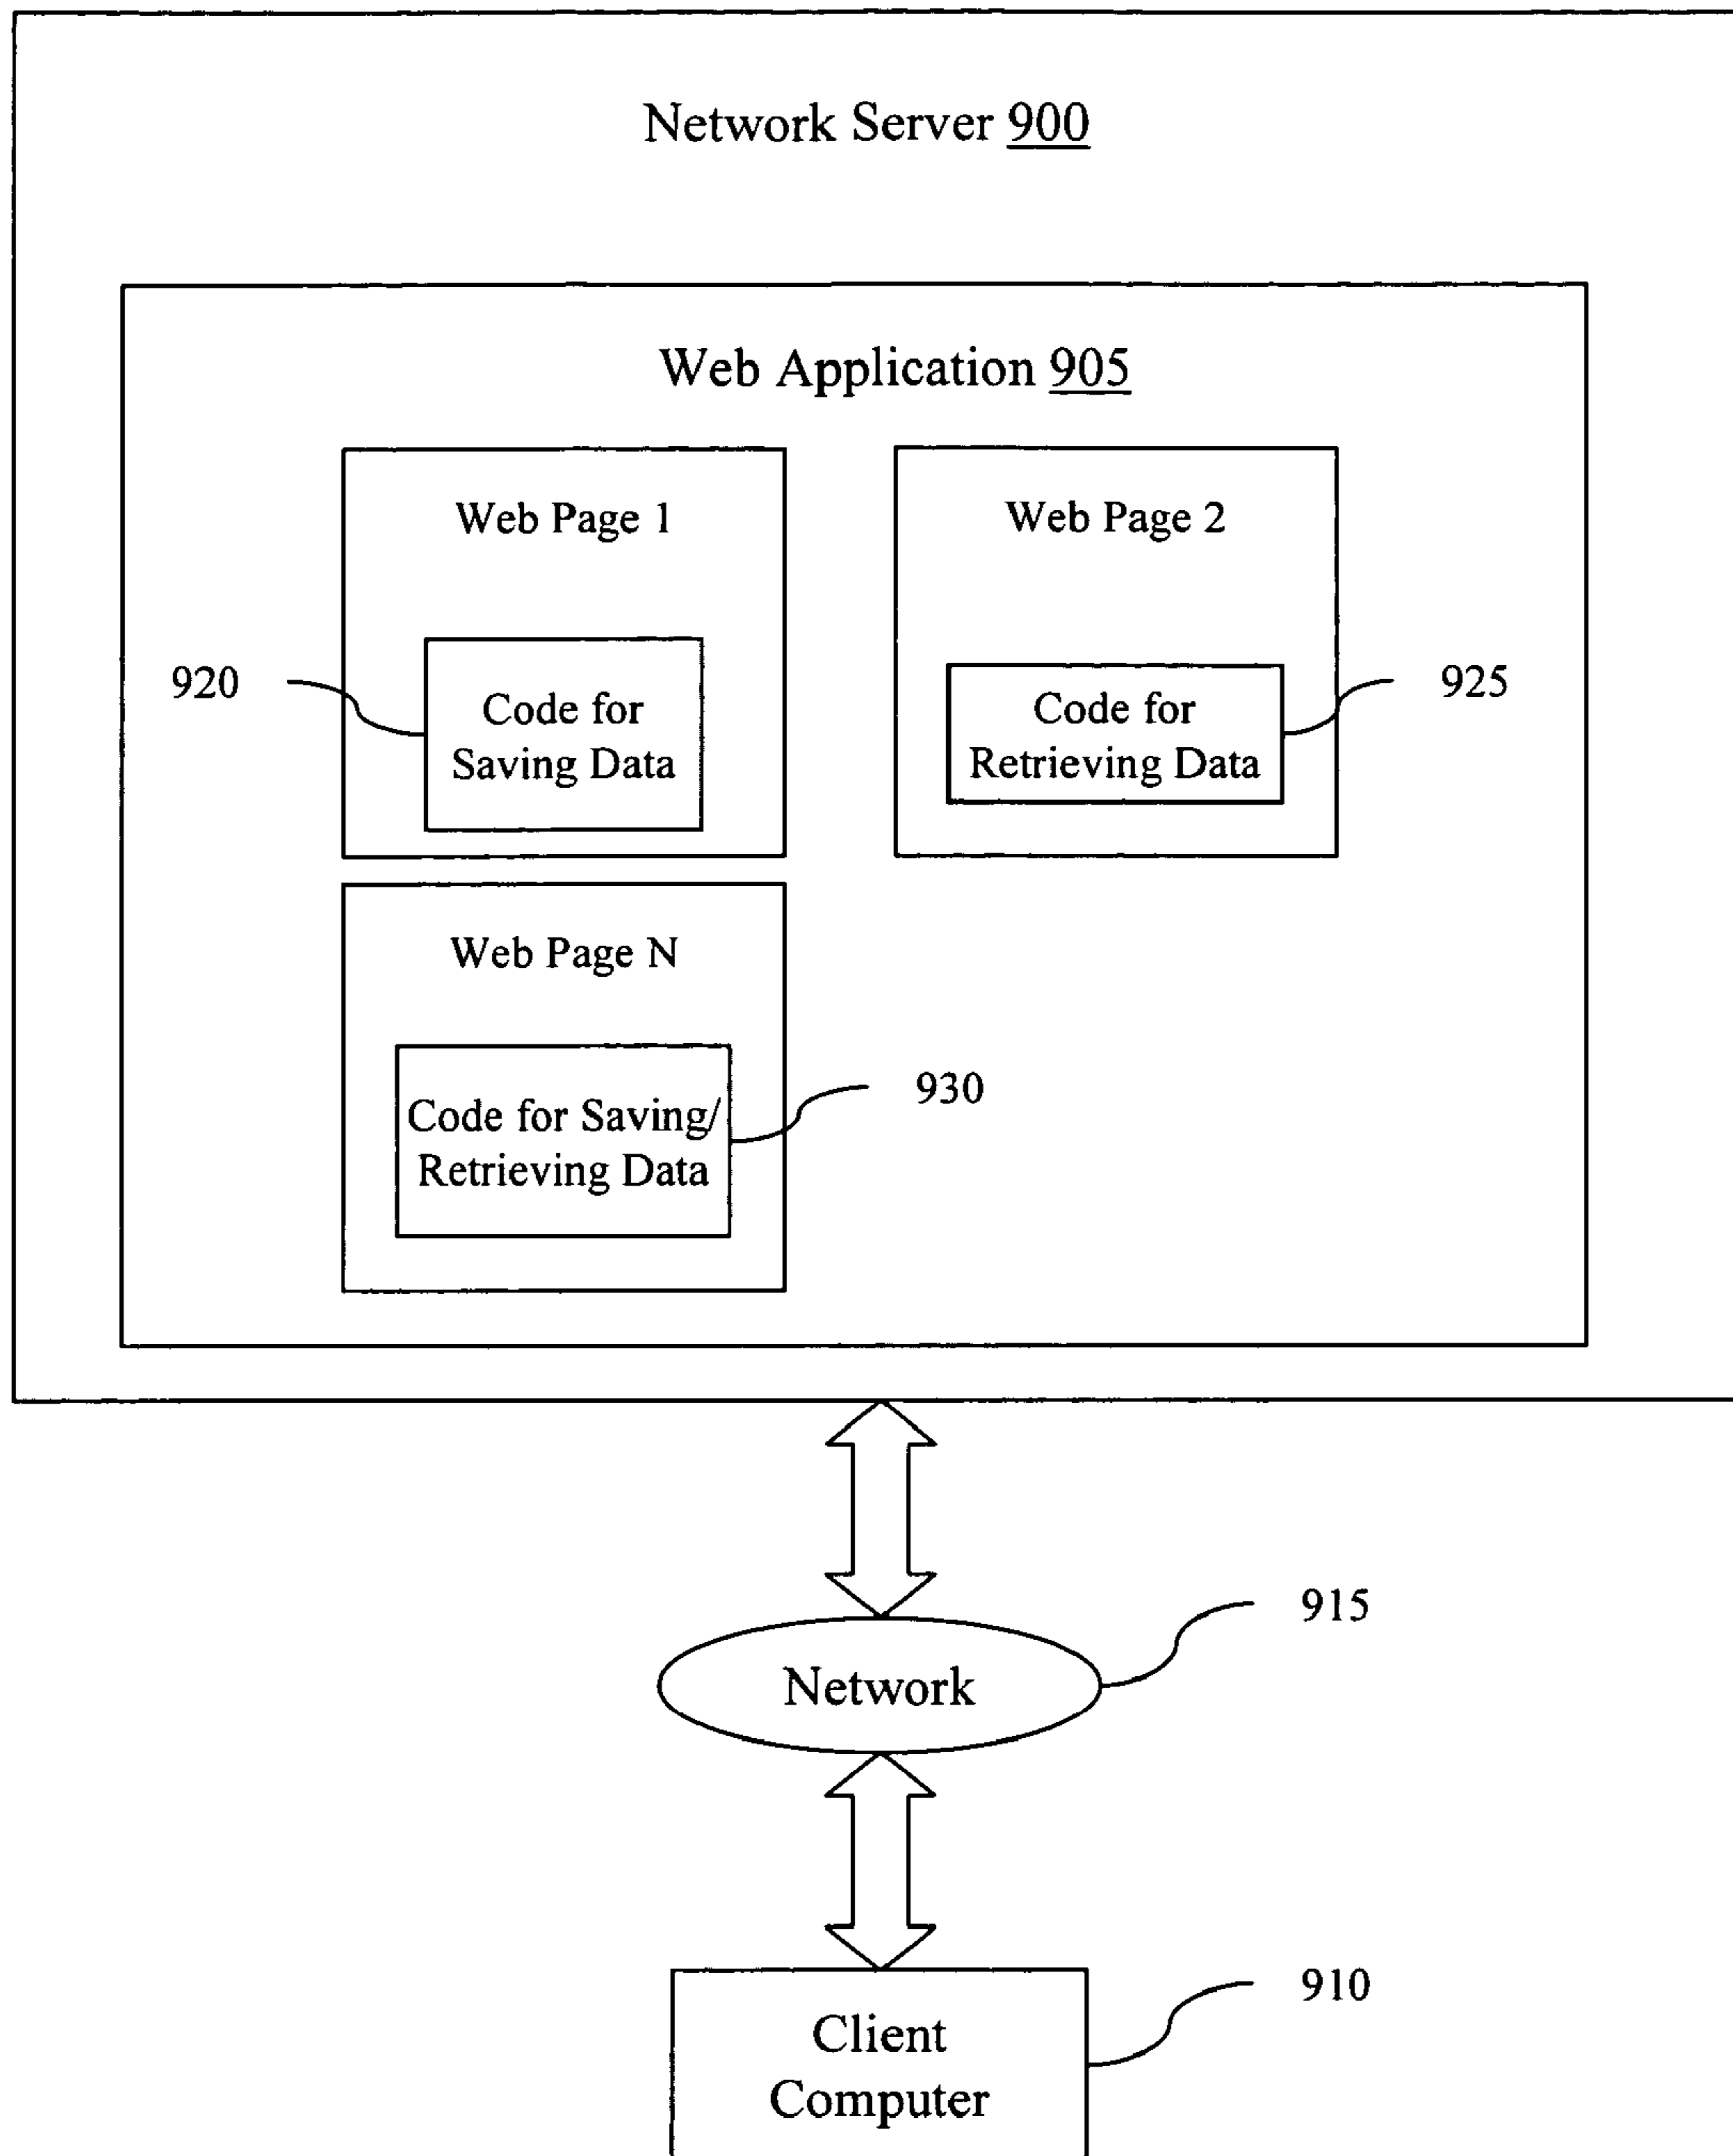 Network Server 900
Web Application 905
Web Page 1
Web Page 2
920
Code for
Saving Data
Code for
Retrieving Data
925
Web Page N
Code for Saving/
Retrieving Data
930
915
Network
910
Client
Computer